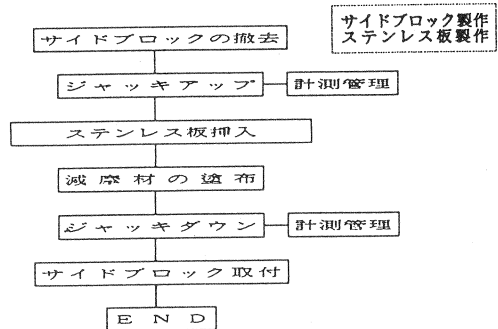 サイドブロック製作
ステンレス板製作
サイドブロックの撤去
ジャッキアップ
計測管理
ステンレス板挿入
減摩材の塗布
ジャッキダウン
計測管理
サイドブロック取付
END